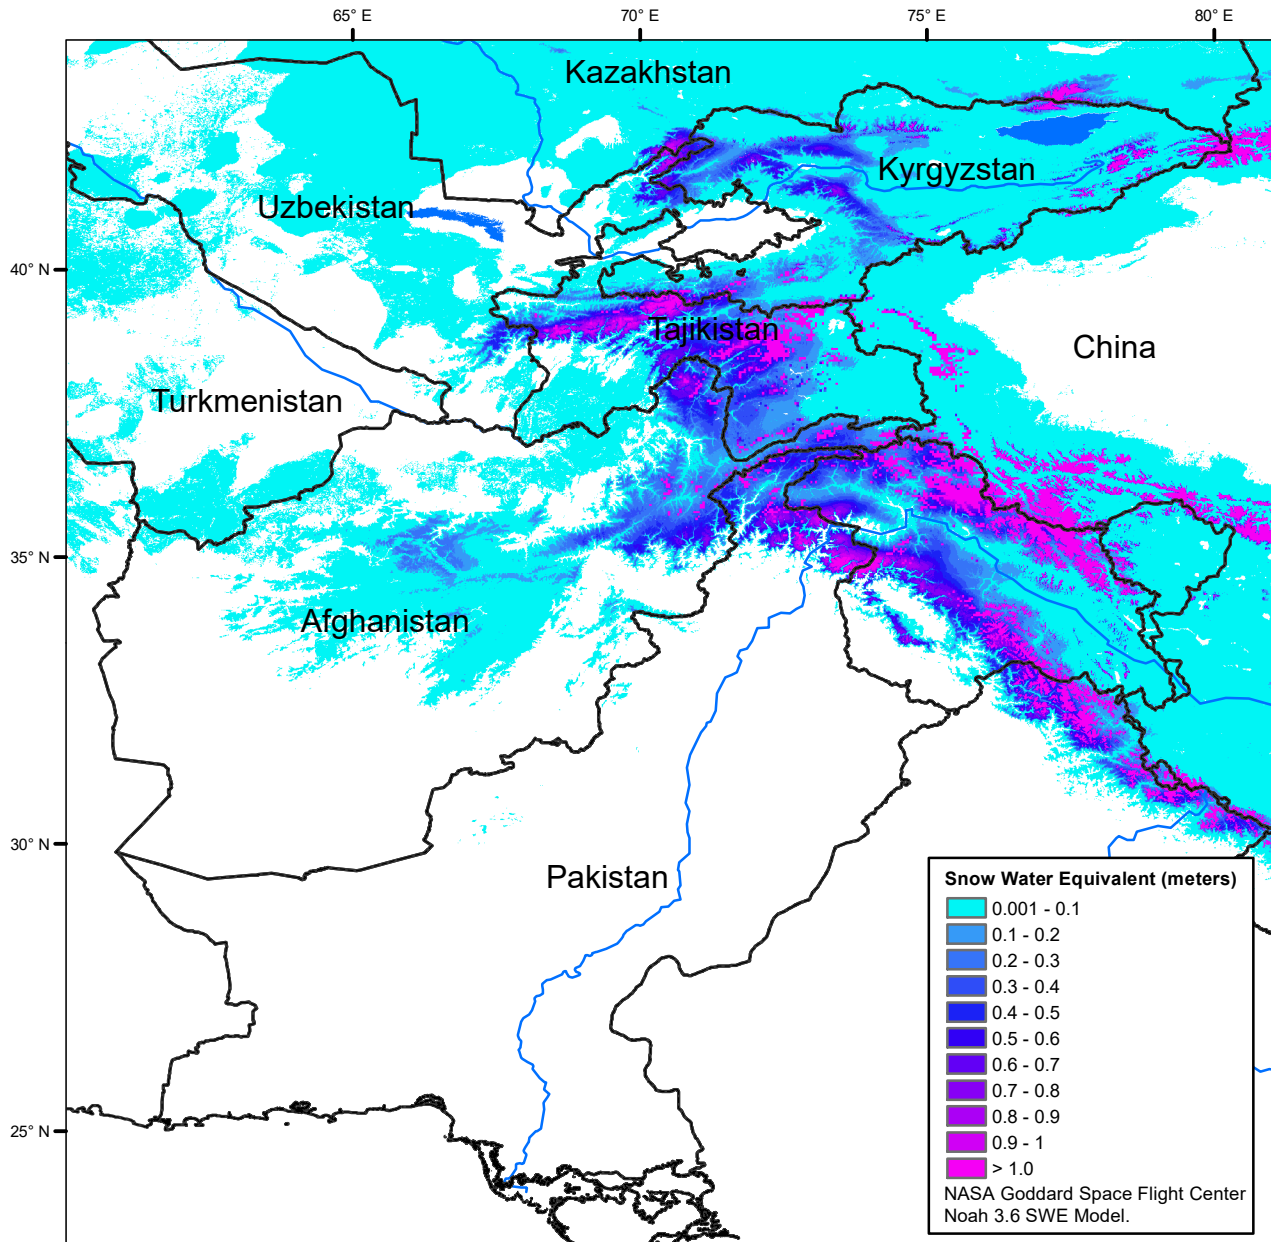 65° E
70° E
75° E
80° E
Kazakhstan
Kyrgyzstan
Uzbekistan
40° N
Tajikistan
China
Turkmenistan
35° N
Afghanistan
30° N
Pakistan
25° N
Snow Water Equivalent (meters)
0.001 - 0.1
0.1 - 0.2
0.2 - 0.3
0.3 - 0.4
0.4 - 0.5
0.5 - 0.6
0.6 - 0.7
0.7 - 0.8
0.8 - 0.9
0.9 - 1
> 1.0
NASA Goddard Space Flight Center
Noah 3.6 SWE Model.